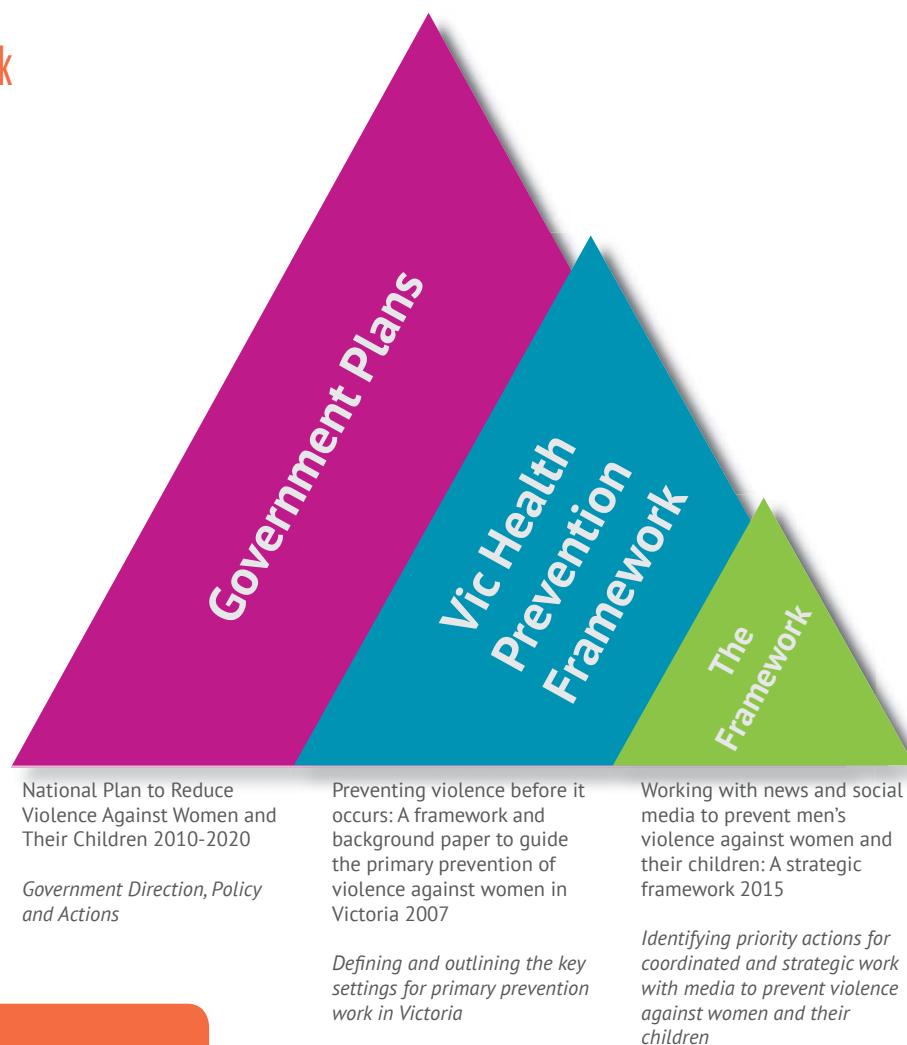 k
Government Plans
Vic Health
Prevention
Framework
The
Framework
National Plan to Reduce
Violence Against Women and
Their Children 2010-2020
Government Direction, Policy
and Actions
Preventing violence before it
occurs: A framework and
background paper to guide
the primary prevention of
violence against women in
Victoria 2007
Defining and outlining the key
settings for primary prevention
work in Victoria
Working with news and social
media to prevent men’s
violence against women and
their children: A strategic
framework 2015
Identifying priority actions for
coordinated and strategic work
with media to prevent violence
against women and their
children